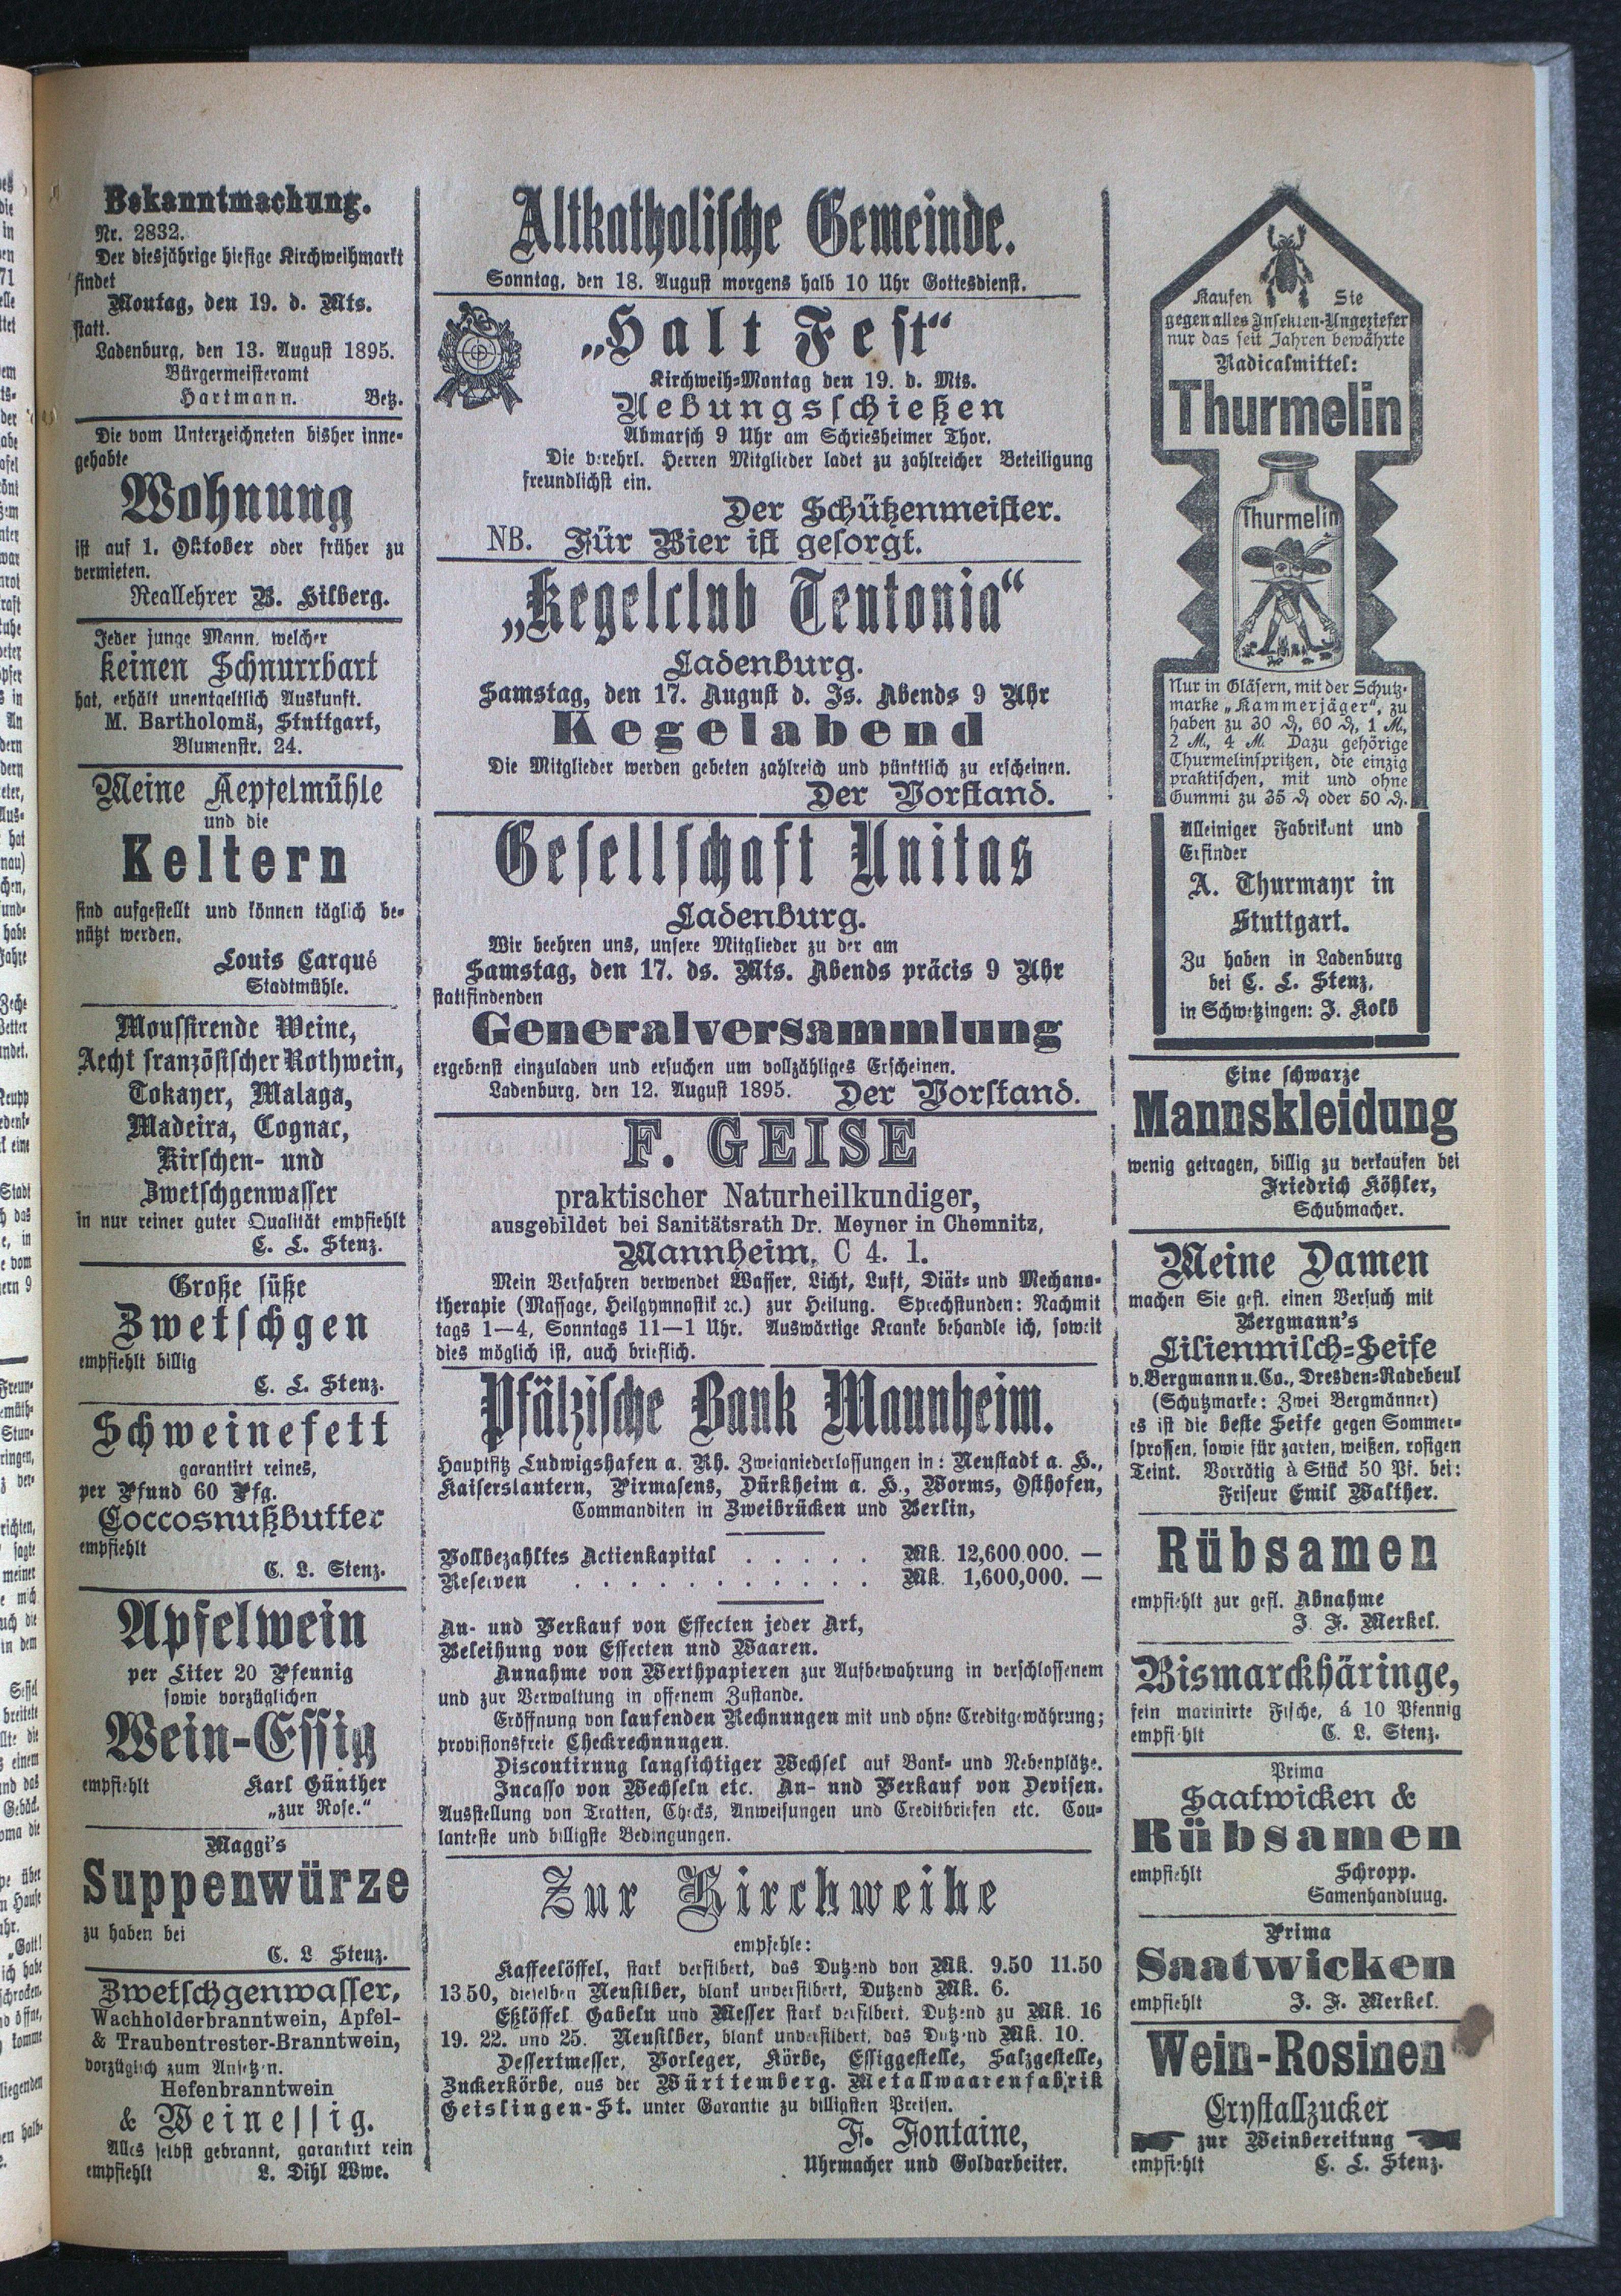 Bekanntmachung.
Nr. 2832.
Der diesjährige hiesige Kirchweihmarkt
findet
Montag, den 19. d. Mts.
statt.
Ladenburg, den 13. August 1895.
Bürgermeisteramt
Hartmann. Betz.
Die vom Unterzeichneten bisher inne-
gehabte
Wohnung
ist auf 1. Oktober oder früher zu
vermieten.
Reallehrer B. Hilberg.
Jeder junge Mann, welcher
keinen Schnurrbart
hat, erhält unentgeltlich Auskunft.
M. Bartholomä, Stuttgart,
Blumenstr. 24.
Meine Aepfelmühle
und die
Keltern
sind aufgestellt und können täglich be-
nützt werden.
Louis Carqué
Stadtmühle.
Moussirende Weine,
Aecht französischer Rothwein,
Tokayer, Malaga,
Madeira, Cognac,
Kirschen- und
Zwetschgenwasser
in nur reiner guter Qualität empfiehlt
C. L. Stenz.
Große süße
Zwetschgen
empfiehlt billig
C. L. Stenz.
Schweinefett
garantirt reines,
per Pfund 60 Pfg.
Coccosnußbutter
empfiehlt
C. L. Stenz.
Apfelwein
per Liter 20 Pfennig
sowie vorzüglichen
Wein-Essig
empfiehlt Karl Günther
„zur Rose.“
Maggi's
Suppenwürze
zu haben bei
C. L Stenz.
Zwetschgenwasser,
Wachholderbranntwein, Apfel-
& Traubentrester-Branntwein,
vorzüglich zum Ansetzen.
Hefenbranntwein
& Weinessig.
Alles selbst gebrannt, garantirt rein
empfiehlt L. Dihl Wwe.
Altkatholische Gemeinde.
Sonntag, den 18. August morgens halb 10 Uhr Gottesdienst.
„Halt Fest“
Kirchweih-Montag den 19. d. Mts.
Uebungsschießen
Abmarsch 9 Uhr am Schriesheimer Thor.
Die verehrl. Herren Mitglieder ladet zu zahlreicher Beteiligung
freundlichst ein.
Der Schützenmeister.
NB. Für Bier ist gesorgt.
„Kegelclub Teutonia“
Ladenburg.
Samstag, den 17. August d. Js. Abends 9 Uhr
Kegelabend
Die Mitglieder werden gebeten zahlreich und pünktlich zu erscheinen.
Der Vorstand.
Gesellschaft Unitas
Ladenburg.
Wir beehren uns, unsere Mitglieder zu der am
Samstag, den 17. ds. Mts. Abends präcis 9 Uhr
stattfindenden
Generalversammlung
ergebenst einzuladen und ersuchen um vollzähliges Erscheinen.
Ladenburg, den 12. August 1895. Der Vorstand.
F. GEISE
praktischer Naturheilkundiger,
ausgebildet bei Sanitätsrath Dr. Meyner in Chemnitz,
Mannheim, C 4. 1.
Mein Verfahren verwendet Wasser, Licht, Luft, Diät- und Mechano-
therapie (Massage, Heilgymnastik ꝛc.) zur Heilung. Sprechstunden: Nachmit
tags 1—4, Sonntags 11—1 Uhr. Auswärtige Kranke behandle ich, soweit
dies möglich ist, auch brieflich.
Pfälzische Bank Mannheim.
Hauptsitz Ludwigshafen a. Rh. Zweigniederlassungen in: Neustadt a. H.,
Kaiserslautern, Pirmasens, Dürkheim a. H., Worms, Osthofen,
Commanditen in Zweibrücken und Berlin,
Vollbezahltes Actienkapital . . . . . Mk. 12,600,000. —
Reserven . . . . . . . . . . Mk. 1,600,000. —
An- und Verkauf von Effecten jeder Art,
Beleihung von Effecten und Waaren.
Annahme von Werthpapieren zur Aufbewahrung in verschlossenem
und zur Verwaltung in offenem Zustande.
Eröffnung von laufenden Rechnungen mit und ohne Creditgewährung;
provisionsfreie Checkrechnungen.
Discontirung langsichtiger Wechsel auf Bank- und Nebenplätze.
Incasso von Wechseln etc. An- und Verkauf von Devisen.
Ausstellung von Tratten, Checks, Anweisungen und Creditbriefen etc. Cou-
lanteste und billigste Bedingungen.
Zur Kirchweihe
empfehle:
Kaffeelöffel, stark versilbert, das Dutzend von Mk. 9.50 11.50
13 50, dieselben Neusilber, blank unversilbert, Dutzend Mk. 6.
Eßlöffel Gabeln und Messer stark versilbert, Dutzend zu Mk. 16
19. 22. und 25. Neusilber, blank unversilbert, das Dutzend Mk. 10.
Dessertmesser, Vorleger, Körbe, Essiggestelle, Salzgestelle,
Zuckerkörbe, aus der Württemberg. Metallwaarenfabrik
Geislingen-St. unter Garantie zu billigsten Preisen.
F. Fontaine,
Uhrmacher und Goldarbeiter.
Kaufen Sie
gegen alles Insekten-Ungeziefer
nur das seit Jahren bewährte
Radicalmittel:
Thurmelin
Thurmelin
Nur in Gläsern, mit der Schutz-
marke „Kammerjäger“, zu
haben zu 30 ₰, 60 ₰, 1 M.,
2 M., 4 M. Dazu gehörige
Thurmelinspritzen, die einzig
praktischen, mit und ohne
Gummi zu 35 ₰ oder 50 ₰.
Alleiniger Fabrikant und
Erfinder
A. Thurmayr in
Stuttgart.
Zu haben in Ladenburg
bei C. L. Stenz,
in Schwetzingen: J. Kolb
Eine schwarze
Mannskleidung
wenig getragen, billig zu verkaufen bei
Friedrich Köhler,
Schuhmacher.
Meine Damen
machen Sie gefl. einen Versuch mit
Bergmann's
Lilienmilch-Seife
v. Bergmann u. Co., Dresden-Radebeul
(Schutzmarke: Zwei Bergmänner)
es ist die beste Seife gegen Sommer-
sprossen, sowie für zarten, weißen, rosigen
Teint. Vorrätig à Stück 50 Pf. bei:
Friseur Emil Walther.
Rübsamen
empfiehlt zur gefl. Abnahme
J. F. Merkel.
Bismarckhäringe,
fein marinirte Fische, á 10 Pfennig
empfiehlt C. L. Stenz.
Prima
Saatwicken &
Rübsamen
empfiehlt Schropp.
Samenhandluug.
Prima
Saatwicken
empfiehlt J. F. Merkel.
Wein-Rosinen
Crystallzucker
zur Weinbereitung
empfiehlt C. L. Stenz.